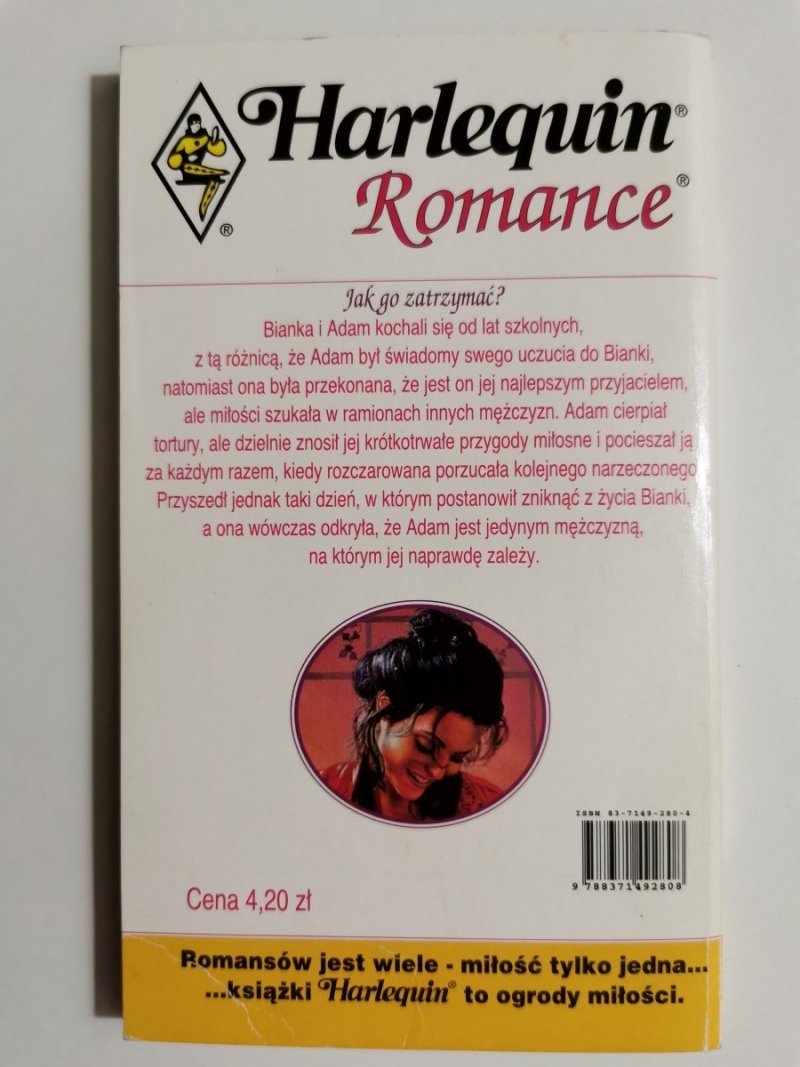 Harlequin®
Romance®
®
Jak go zatrzymać?
Bianka i Adam kochali się od lat szkolnych,
z tą różnicą, że Adam był świadomy swego uczucia do Bianki,
natomiast ona była przekonana, że jest on jej najlepszym przyjacielem,
ale miłości szukała w ramionach innych mężczyzn. Adam cierpiał
tortury, ale dzielnie znosił jej krótkotrwałe przygody miłosne i pocieszał ją
za każdym razem, kiedy rozczarowana porzucała kolejnego narzeczonego
Przyszedł jednak taki dzień, w którym postanowił zniknąć z życia Bianki,
a ona wówczas odkryła, że Adam jest jedynym mężczyzną,
na którym jej naprawdę zależy.
ISBN 83-7149-280-4
9 788371 492808
Cena 4,20 zł
Romansów jest wiele - miłość tylko jedna...
...książki Harlequin® to ogrody miłości.